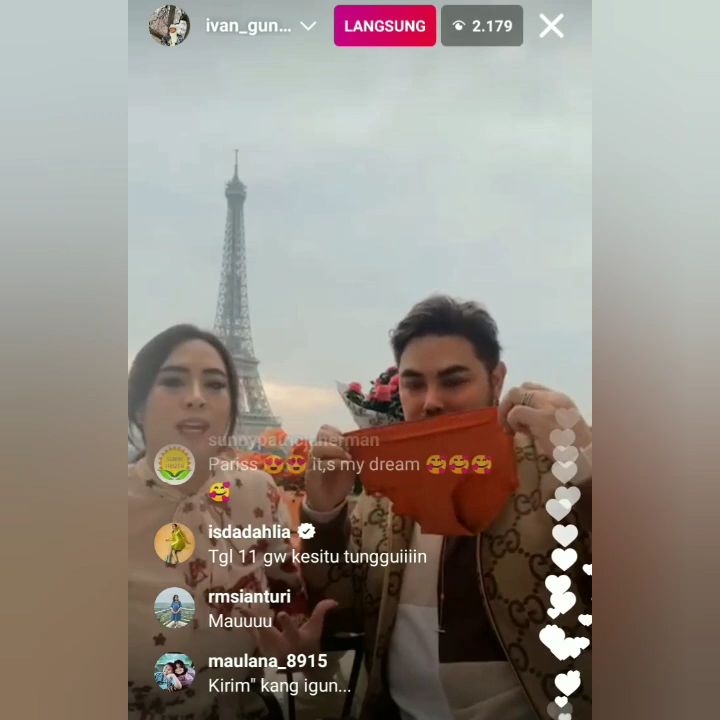 ivan_gun...
LANGSUNG
2.179
sunnypatriciaherman
Pariss 😍😍 it,s my dream 🥰🥰🥰
🥰
isdadahlia
Tgl 11 gw kesitu tungguiiiin
rmsianturi
Mauuuu
maulana_8915
Kirim" kang igun...